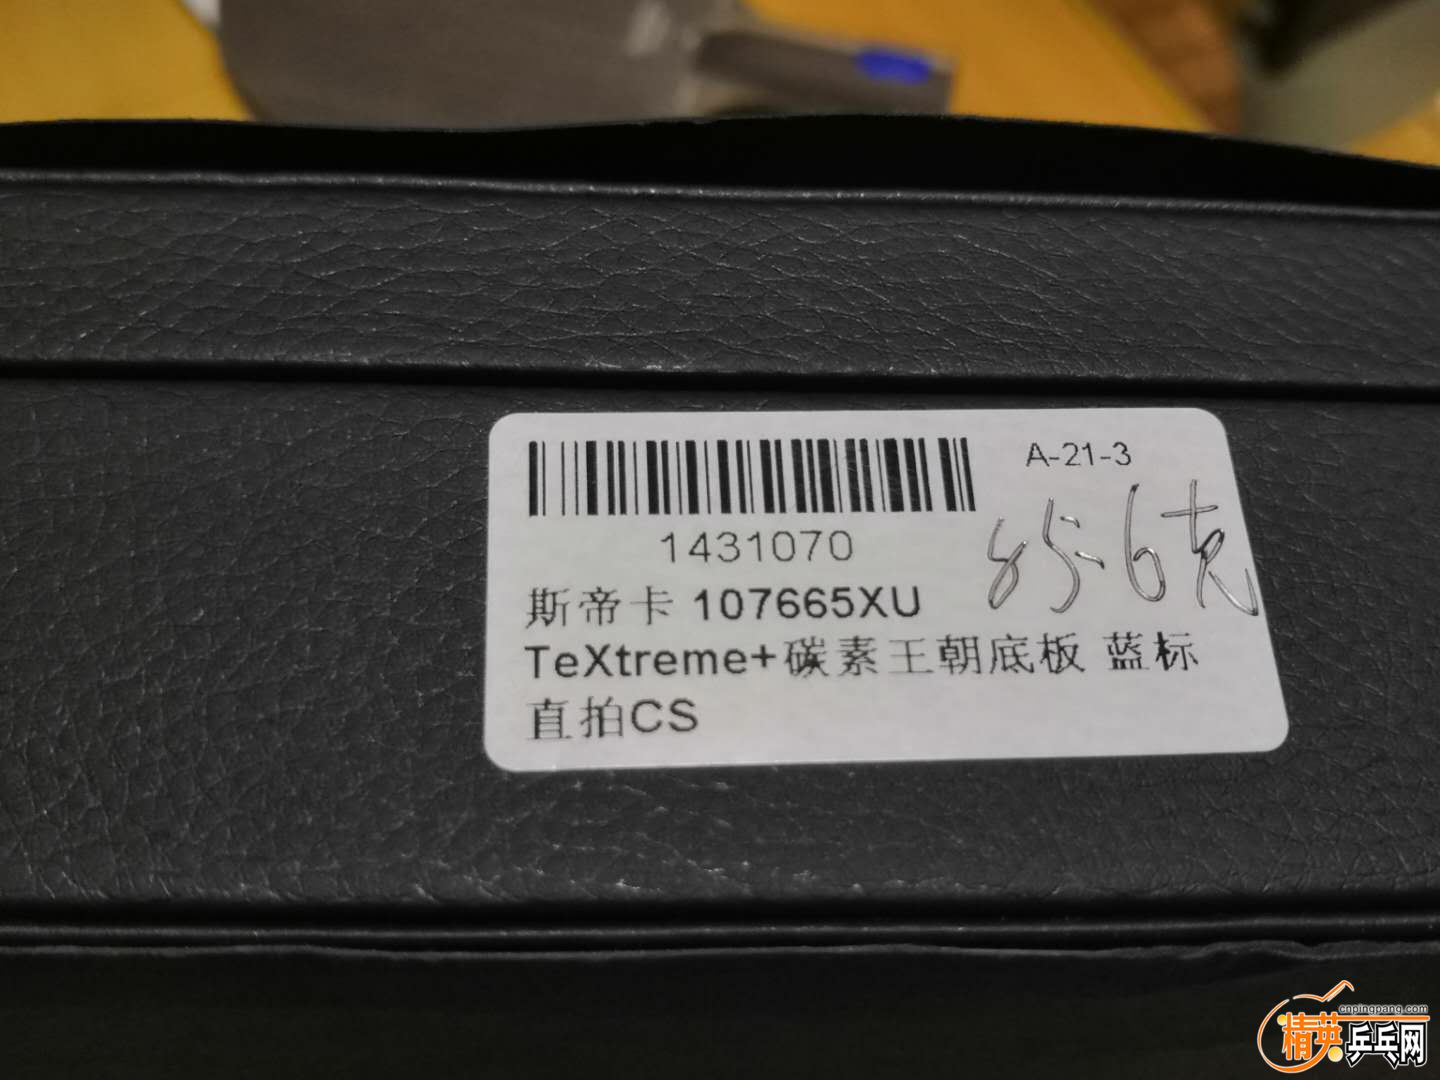 A-21-3
1431070
85-6克
斯帝卡 107665XU
TeXtreme+碳素王朝底板 蓝标
直拍CS
cnpingpang.com
精英乒乓网